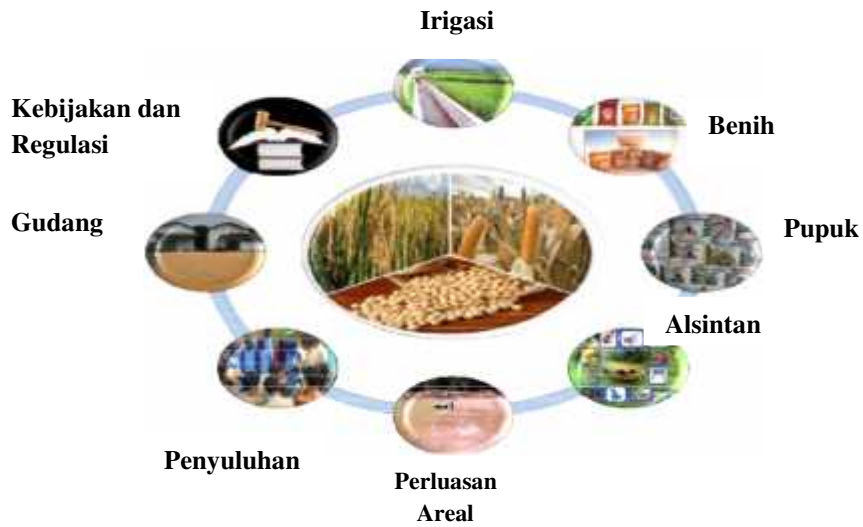 Irigasi
Kebijakan dan
Regulasi
Benih
Gudang
Pupuk
Alsintan
Penyuluhan
Perluasan
Areal